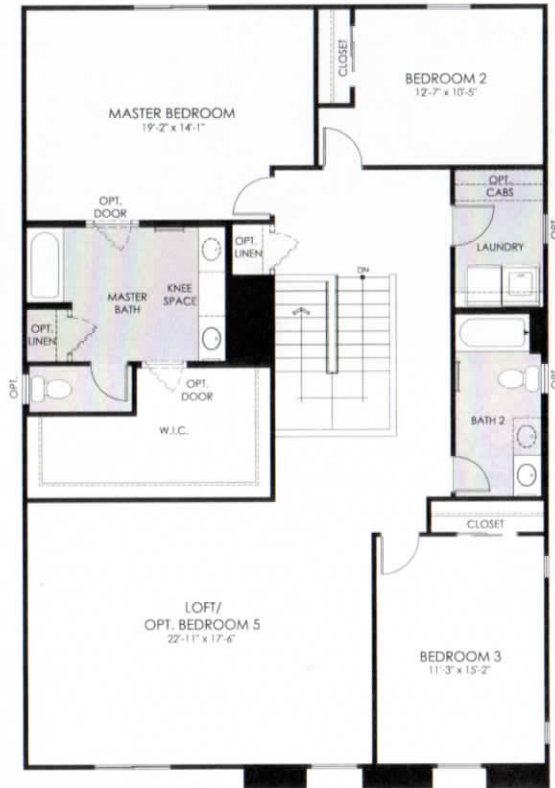 CLOSET
BEDROOM 2
12'-7" x 10'-5"
MASTER BEDROOM
19'-2" x 14'-1"
OPT.
DOOR
OPT.
CABS
OPT.
LAUNDRY
OPT.
LINEN
KNEE
SPACE
MASTER
BATH
DN
OPT.
LINEN
OPT.
OPT.
DOOR
OPT.
W.I.C.
BATH 2
CLOSET
LOFT/
OPT. BEDROOM 5
22'-11" x 17'-6"
BEDROOM 3
11'-3" x 15'-2"